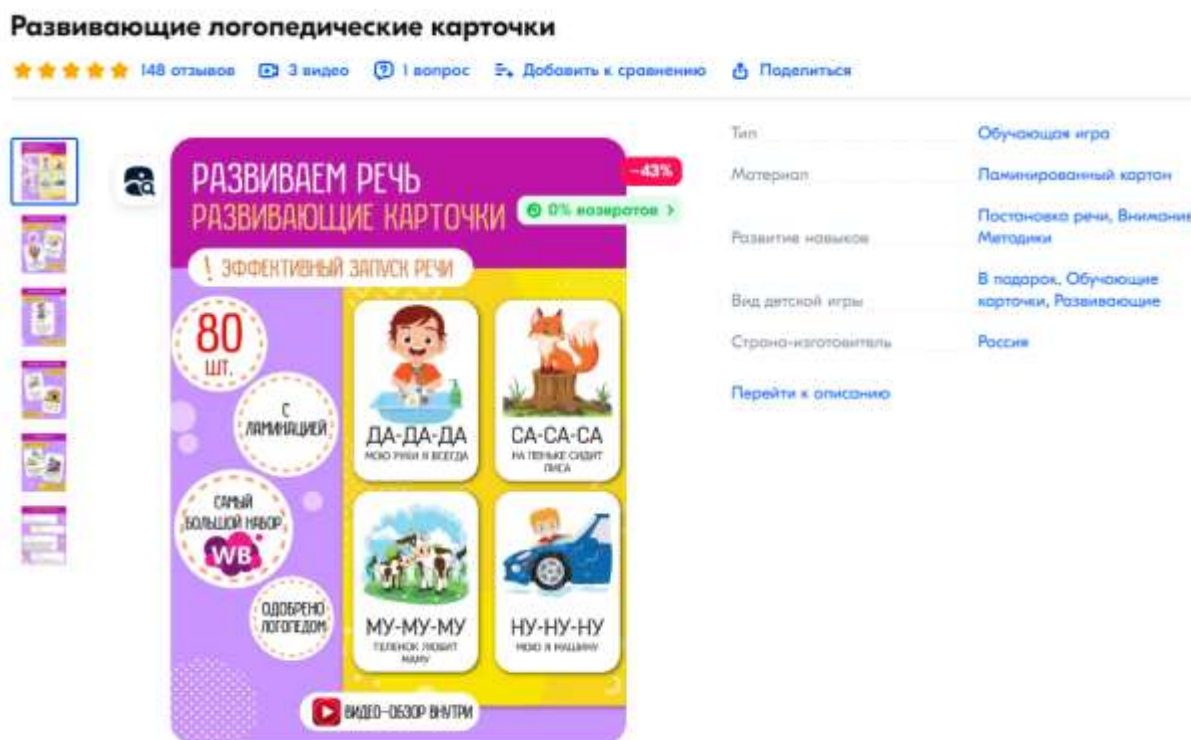 Развивающие логопедические карточки
148 отзывов 3 видео 1 вопрос Добавить к сравнению Поделиться
РАЗВИВАЕМ РЕЧЬ
РАЗВИВАЮЩИЕ КАРТОЧКИ
-43%
0% возвратов >
! ЭФФЕКТИВНЫЙ ЗАПУСК РЕЧИ
80
ШТ.
С
ЛАМИНАЦИЕЙ
САМЫЙ
БОЛЬШОЙ НАБОР
WB
ОДОБРЕНО
ЛОГОПЕДОМ
ДА-ДА-ДА
МОЮ РУКИ Я ВСЕГДА
СА-СА-СА
НА ПЕНЬКЕ СИДИТ
ЛИСА
МУ-МУ-МУ
ТЕЛЕНОК ЛЮБИТ
МАМУ
НУ-НУ-НУ
МОЮ Я МАШИНУ
ВИДЕО-ОБЗОР ВНУТРИ
Тип Обучающая игра
Материал Ламинированный картон
Развитие навыков Постановка речи, Внимание
Методики
Вид детской игры В подарок, Обучающие
карточки, Развивающие
Страна-изготовитель Россия
Перейти к описанию